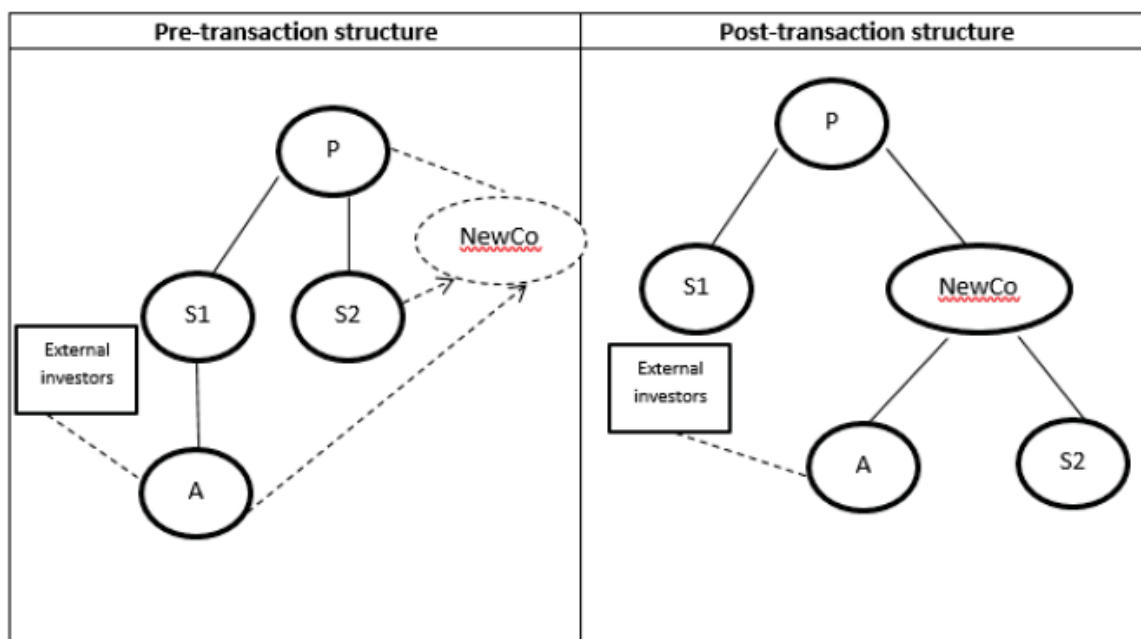 Pre-transaction structure
P
NewCo
S1
S2
External
investors
A
Post-transaction structure
P
S1
NewCo
External
investors
A
S2